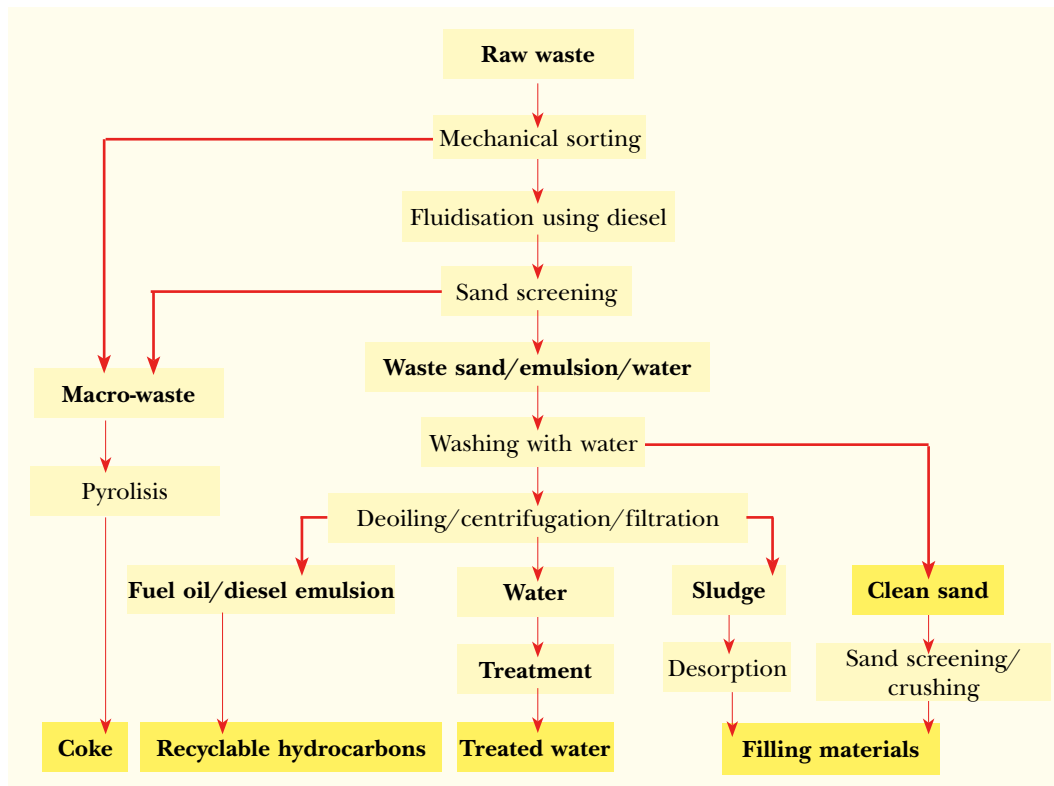 Raw waste
Mechanical sorting
Fluidisation using diesel
Sand screening
Waste sand/emulsion/water
Macro-waste
Washing with water
Pyrolisis
Deoiling/centrifugation/filtration
Fuel oil/diesel emulsion
Water
Sludge
Clean sand
Treatment
Desorption
Sand screening/
crushing
Coke
Recyclable hydrocarbons
Treated water
Filling materials